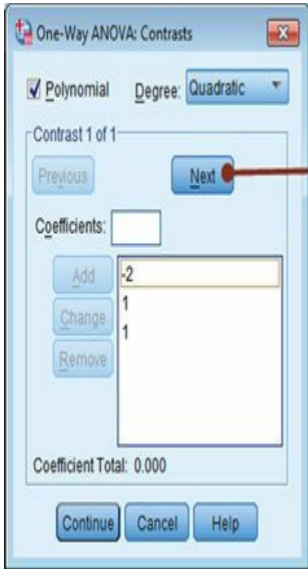 One-Way ANOVA: Contrasts
Polynomial Degree: Quadratic
Contrast 1 of 1
Previous Next
Coefficients:
Add
Change
Remove
-2
1
1
Coefficient Total: 0.000
Continue Cancel Help